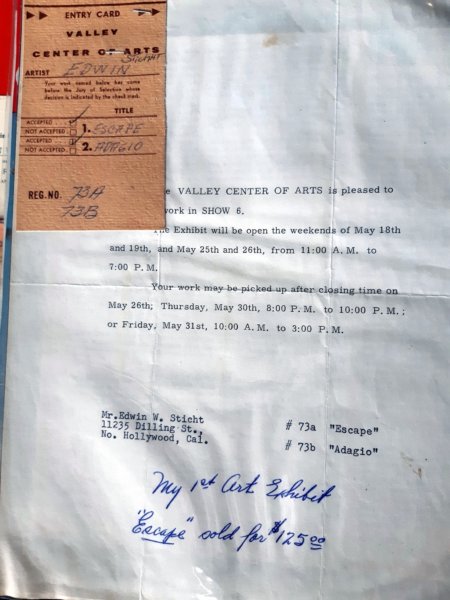 ENTRY CARD
VALLEY
CENTER OF ARTS
ARTIST EDWIN STICHT
Your work named below has come
before the Jury of Selection whose
decision is indicated by the check mark.
TITLE
ACCEPTED
NOT ACCEPTED 1. ESCAPE
ACCEPTED
NOT ACCEPTED 2. ADAGIO
REG. NO. 73A
73B
VALLEY CENTER OF ARTS is pleased to
work in SHOW 6.
The Exhibit will be open the weekends of May 18th
and 19th, and May 25th and 26th, from 11:00 A. M. to
7:00 P. M.
Your work may be picked up after closing time on
May 26th; Thursday, May 30th, 8:00 P. M. to 10:00 P. M. ;
or Friday, May 31st, 10:00 A. M. to 3:00 P. M.
Mr.Edwin W. Sticht
11235 Dilling St.,
No. Hollywood, Cal.
# 73a "Escape"
# 73b "Adagio"
My 1st Art Exhibit
"Escape" sold for $125.00